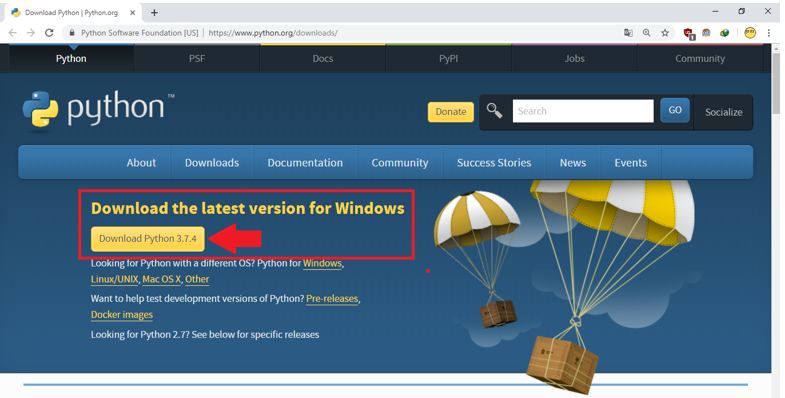 Download Python | Python.org
Python Software Foundation [US] | https://www.python.org/downloads/
1
Python PSF Docs PyPI Jobs Community
python™
Donate Search GO Socialize
About Downloads Documentation Community Success Stories News Events
Download the latest version for Windows
Download Python 3.7.4
Looking for Python with a different OS? Python for Windows,
Linux/UNIX, Mac OS X, Other
Want to help test development versions of Python? Pre-releases,
Docker images
Looking for Python 2.7? See below for specific releases